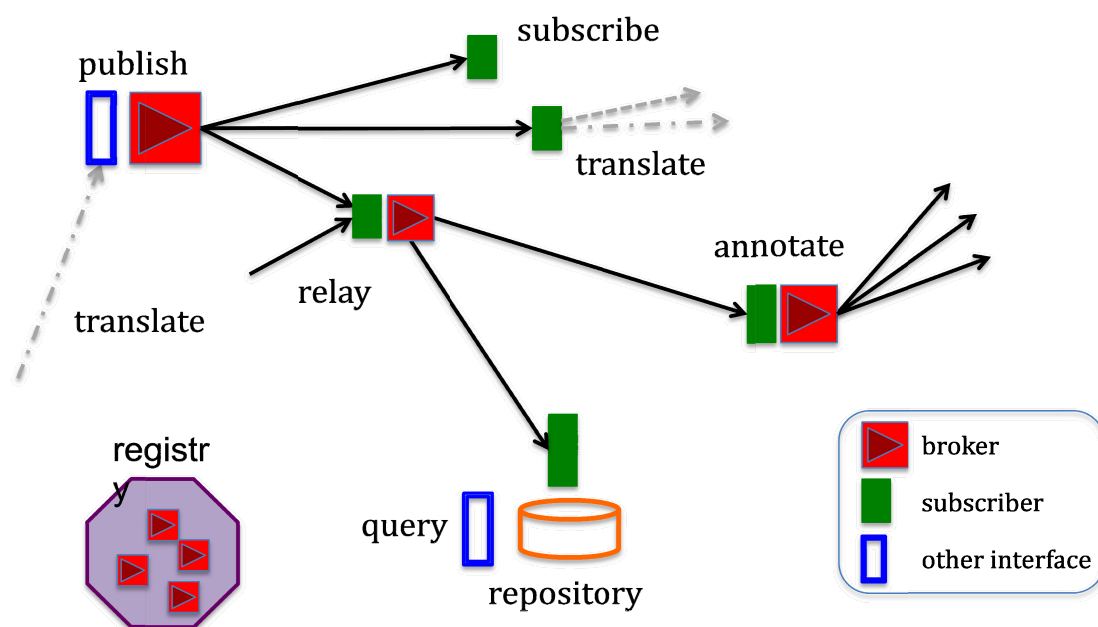 subscribe
publish
translate
annotate
relay
translate
registr
y
broker
subscriber
query
other interface
repository